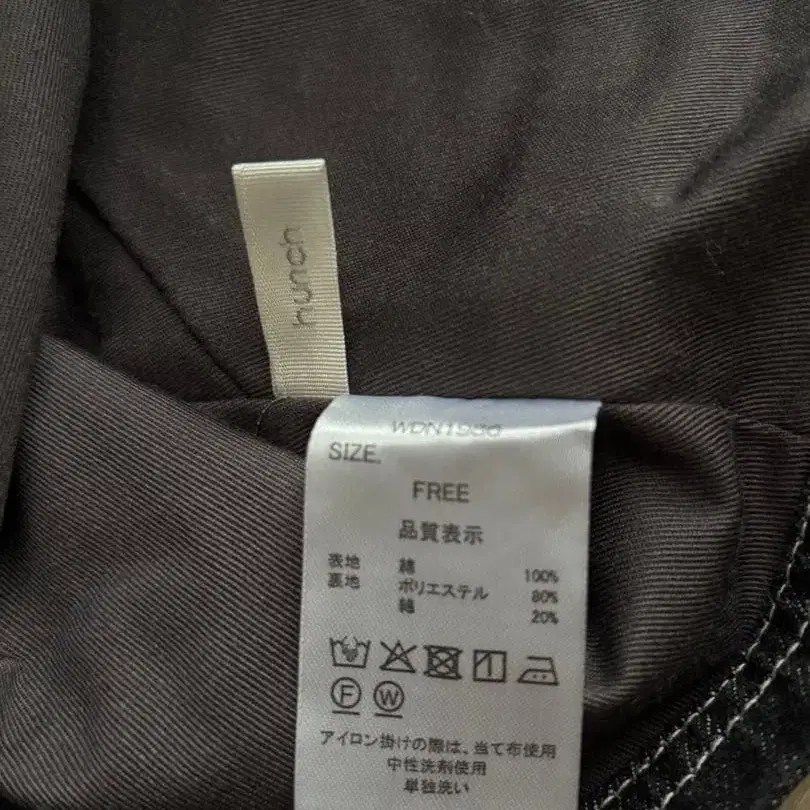 hunch
WDN1986
SIZE.
FREE
品質表示
表地 綿 100%
裏地 ポリエステル 80%
綿 20%
F W
アイロン掛けの際は、当て布使用
中性洗剤使用
単独洗い